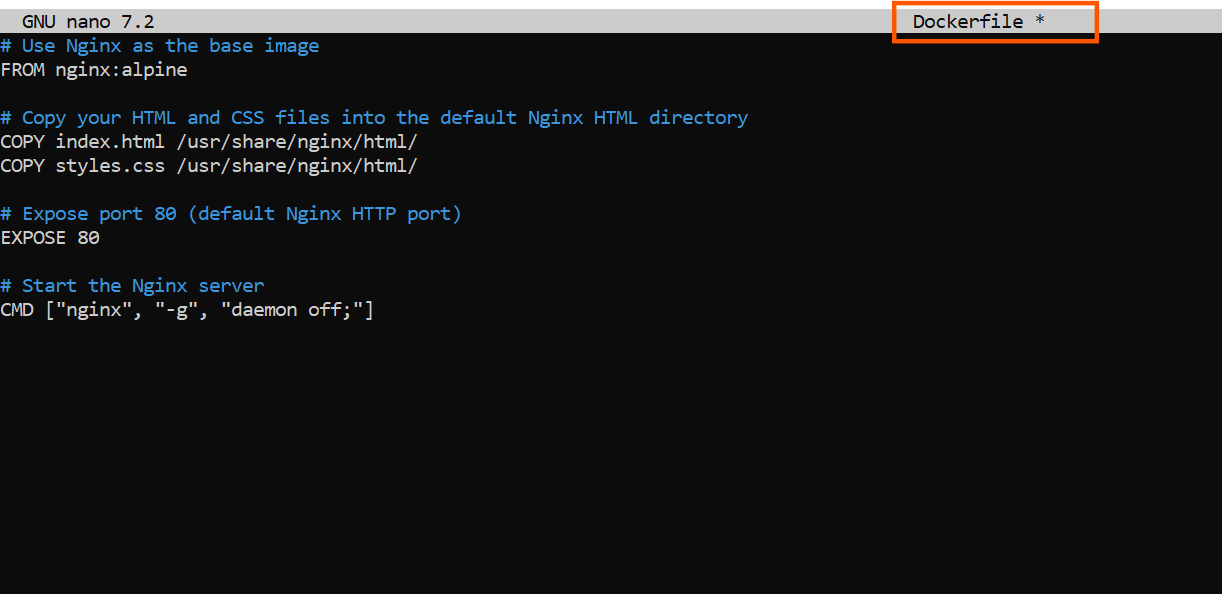 GNU nano 7.2 Dockerfile *
# Use Nginx as the base image
FROM nginx:alpine
# Copy your HTML and CSS files into the default Nginx HTML directory
COPY index.html /usr/share/nginx/html/
COPY styles.css /usr/share/nginx/html/
# Expose port 80 (default Nginx HTTP port)
EXPOSE 80
# Start the Nginx server
CMD ["nginx", "-g", "daemon off;"]